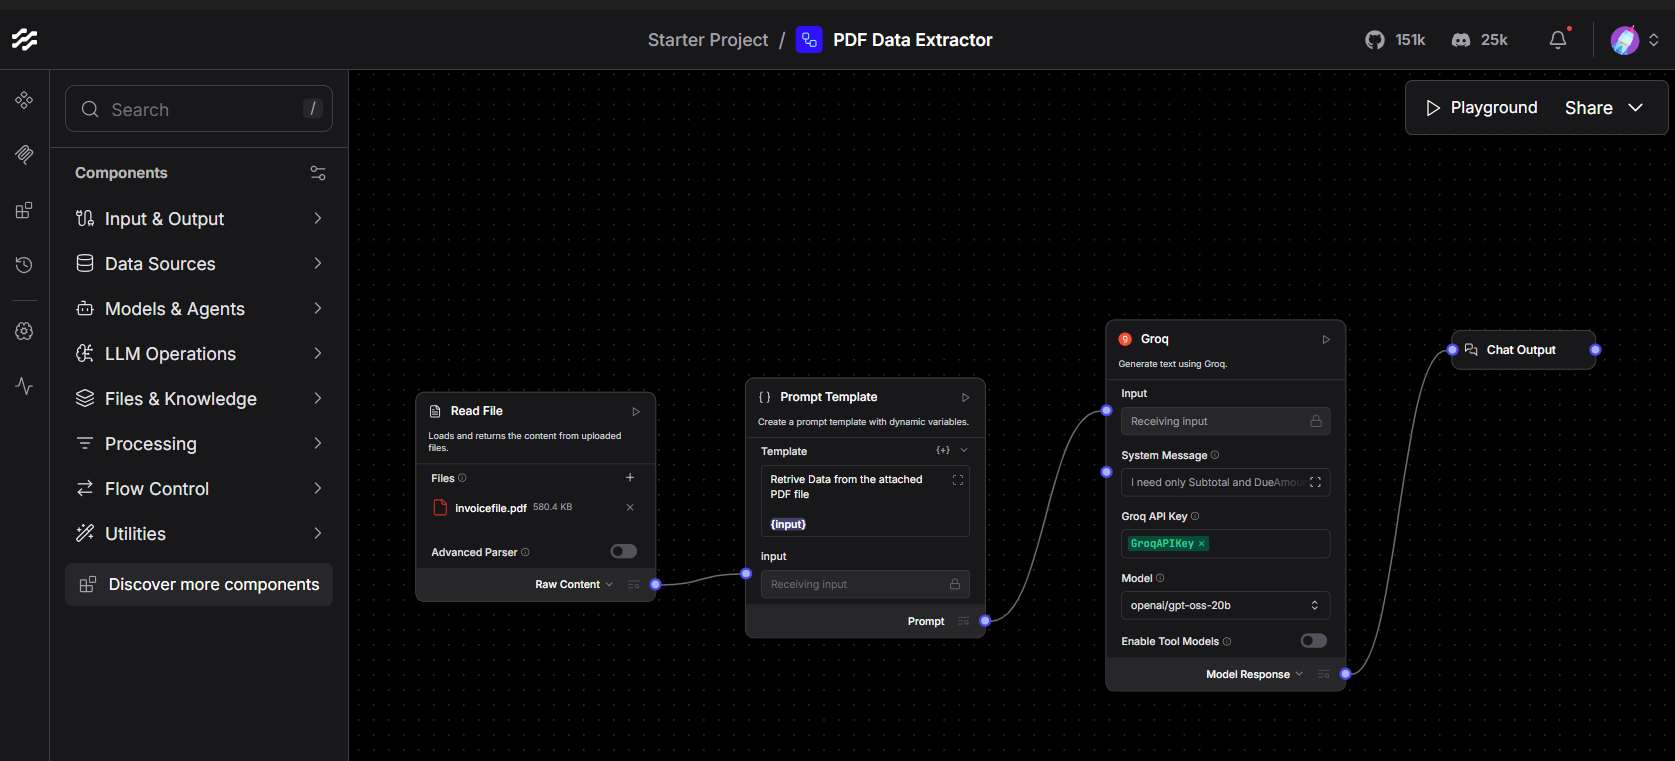 Starter Project / PDF Data Extractor
151k
25k
Search /
Playground
Share
Components
Input & Output
Data Sources
Models & Agents
LLM Operations
Files & Knowledge
Processing
Flow Control
Utilities
Discover more components
Read File
Loads and returns the content from uploaded
files.
Files
invoicefile.pdf 580.4 KB
Advanced Parser
Raw Content
{ } Prompt Template
Create a prompt template with dynamic variables.
Template {+}
Retrive Data from the attached
PDF file
{input}
input
Receiving input
Prompt
Groq
Generate text using Groq.
Input
Receiving input
System Message
I need only Subtotal and DueAmou
Groq API Key
GroqAPIKey ×
Model
openai/gpt-oss-20b
Enable Tool Models
Model Response
Chat Output